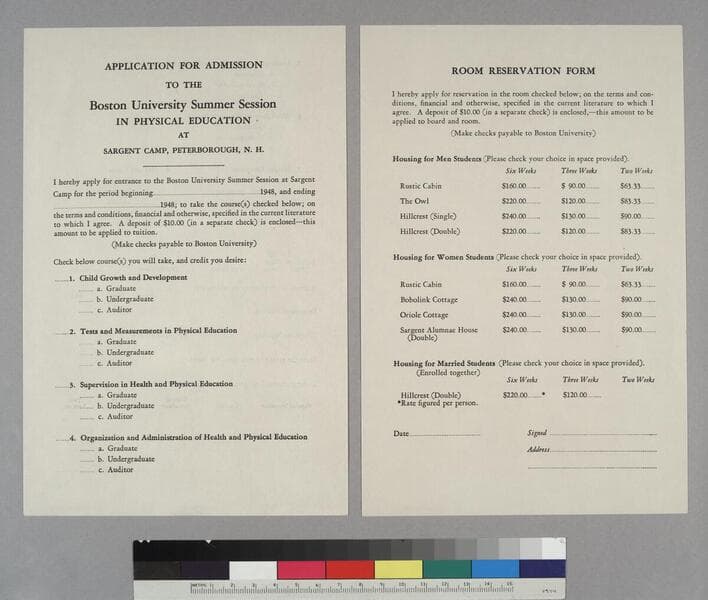 APPLICATION FOR ADMISSION
TO THE
Boston University Summer Session
IN PHYSICAL EDUCATION
AT
SARGENT CAMP, PETERBOROUGH, N. H.
I hereby apply for entrance to the Boston University Summer Session at Sargent
Camp for the period beginning 1948, and ending
1948; to take the course(s) checked below; on
the terms and conditions, financial and otherwise, specified in the current literature
to which I agree. A deposit of $10.00 (in a separate check) is enclosed—this
amount to be applied to tuition.
(Make checks payable to Boston University)
Check below course(s) you will take, and credit you desire:
1. Child Growth and Development
a. Graduate
b. Undergraduate
c. Auditor
2. Tests and Measurements in Physical Education
a. Graduate
b. Undergraduate
c. Auditor
3. Supervision in Health and Physical Education
a. Graduate
b. Undergraduate
c. Auditor
4. Organization and Administration of Health and Physical Education
a. Graduate
b. Undergraduate
c. Auditor
ROOM RESERVATION FORM
I hereby apply for reservation in the room checked below; on the terms and con-
ditions, financial and otherwise, specified in the current literature to which I
agree. A deposit of $10.00 (in a separate check) is enclosed,—this amount to be
applied to board and room.
(Make checks payable to Boston University)
Housing for Men Students (Please check your choice in space provided).
Six Weeks Three Weeks Two Weeks
Rustic Cabin $160.00 $ 90.00 $63.33
The Owl $220.00 $120.00 $83.33
Hillcrest (Single) $240.00 $130.00 $90.00
Hillcrest (Double) $220.00 $120.00 $83.33
Housing for Women Students (Please check your choice in space provided).
Six Weeks Three Weeks Two Weeks
Rustic Cabin $160.00 $ 90.00 $63.33
Bobolink Cottage $240.00 $130.00 $90.00
Oriole Cottage $240.00 $130.00 $90.00
Sargent Alumnae House $240.00 $130.00 $90.00
(Double)
Housing for Married Students (Please check your choice in space provided).
(Enrolled together)
Six Weeks Three Weeks Two Weeks
Hillcrest (Double) $220.00 * $120.00
*Rate figured per person.
Date Signed
Address